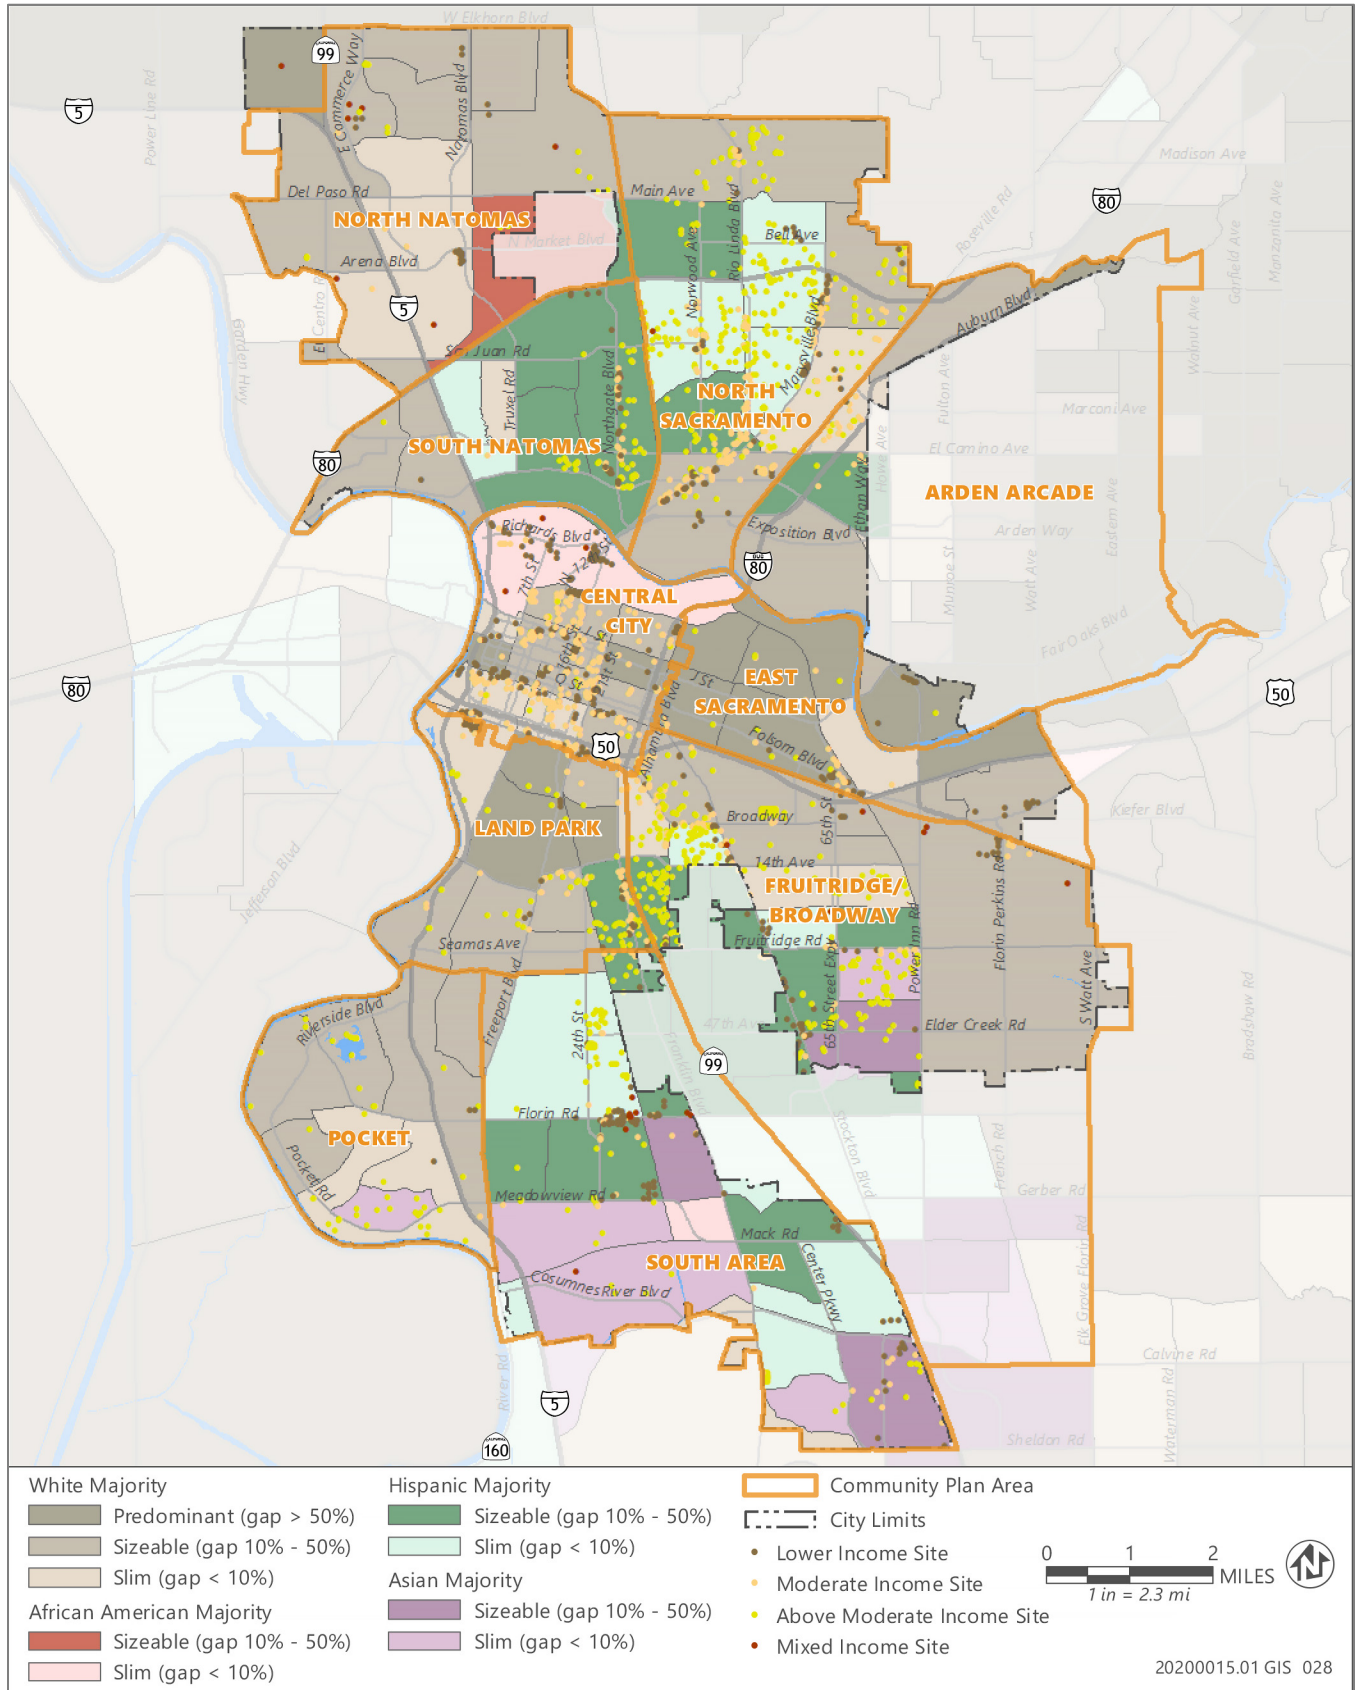 W Elkhorn Blvd
CALIFORNIA
99
E Commerce Way
Natomas Blvd
5
Power Line Rd
Madison Ave
Del Paso Rd
Main Ave
Rio Linda Blvd
80
Roseville Rd
Manzanita Ave
Garfield Ave
NORTH NATOMAS
N Market Blvd
Norwood Ave
Bell Ave
Arena Blvd
El Centro Rd
5
Garden Hwy
Auburn Blvd
Walnut Ave
San Juan Rd
Truxel Rd
Northgate Blvd
Marysville Blvd
Fulton Ave
NORTH
SACRAMENTO
Marconi Ave
SOUTH NATOMAS
Howe Ave
El Camino Ave
80
Ethan Way
ARDEN ARCADE
Eastern Ave
Richards Blvd
Exposition Blvd
Arden Way
7th St
N 12th St
BUS
80
Munroe St
Watt Ave
CENTRAL
CITY
Fair Oaks Blvd
J St
16th St
21st St
Q St
J St
EAST
SACRAMENTO
80
50
Alhambra Blvd
Folsom Blvd
50
LAND PARK
Broadway
65th St
Kiefer Blvd
14th Ave
Jefferson Blvd
FRUITRIDGE/
BROADWAY
Florin Perkins Rd
Seamas Ave
Fruitridge Rd
Power Inn Rd
Freeport Blvd
65th Street Expy
S Watt Ave
Riverside Blvd
24th St
47th Ave
Elder Creek Rd
Bradshaw Rd
Franklin Blvd
CALIFORNIA
99
Florin Rd
POCKET
Stockton Blvd
French Rd
Pocket Rd
Meadowview Rd
Gerber Rd
Mack Rd
SOUTH AREA
Center Pkwy
Elk Grove Florin Rd
Cosumnes River Blvd
River Rd
Calvine Rd
Waterman Rd
5
CALIFORNIA
160
Sheldon Rd
White Majority
Predominant (gap > 50%)
Sizeable (gap 10% - 50%)
Slim (gap < 10%)
African American Majority
Sizeable (gap 10% - 50%)
Slim (gap < 10%)
Hispanic Majority
Sizeable (gap 10% - 50%)
Slim (gap < 10%)
Asian Majority
Sizeable (gap 10% - 50%)
Slim (gap < 10%)
Community Plan Area
City Limits
Lower Income Site
Moderate Income Site
Above Moderate Income Site
Mixed Income Site
0 1 2
MILES
1 in = 2.3 mi
N
20200015.01 GIS 028